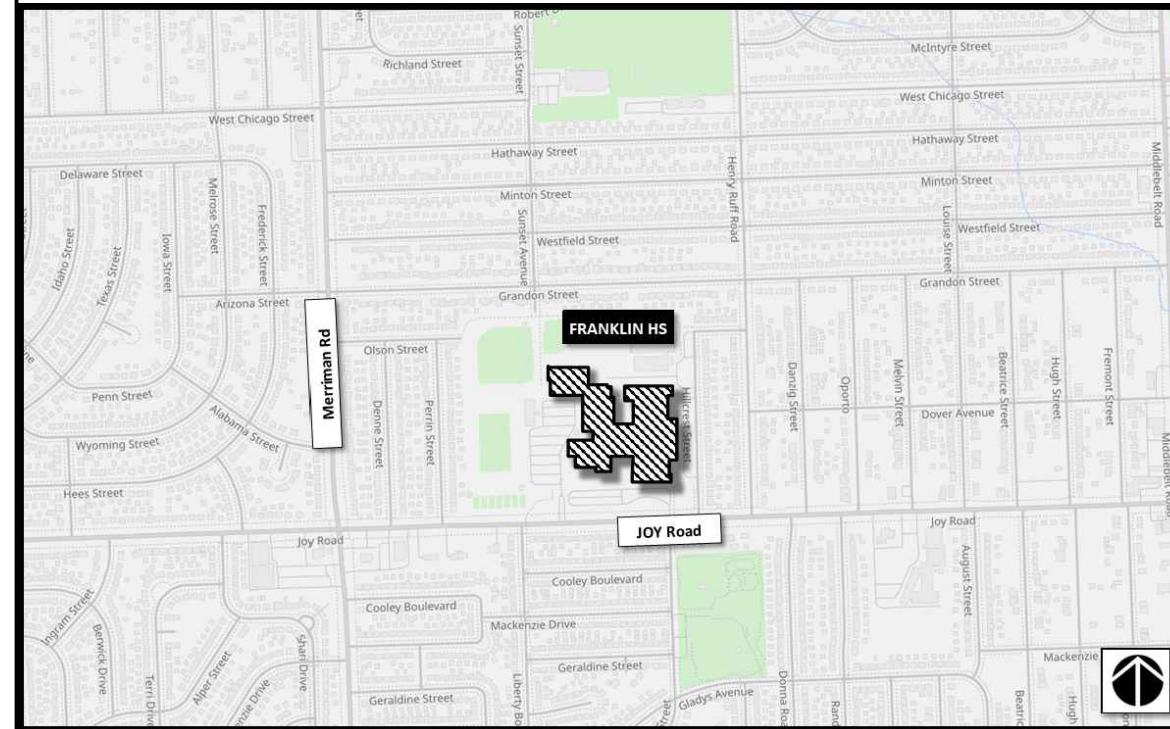 Robert
Sunset Street
Richland Street
McIntyre Street
West Chicago Street
West Chicago Street
Hathaway Street
Hathaway Street
Middlebelt Road
Delaware Street
Melrose Street
Frederick Street
Minton Street
Henry Ruff Road
Minton Street
Idaho Street
Texas Street
Iowa Street
Sunset Avenue
Westfield Street
Louise Street
Westfield Street
Arizona Street
Grandon Street
Grandon Street
Merriman Rd
FRANKLIN HS
Olson Street
Penn Street
Alabama Street
Denne Street
Perrin Street
Hillcrest Street
Danzig Street
Oporto
Melvin Street
Beatrice Street
Hugh Street
Fremont Street
Dover Avenue
Wyoming Street
Hees Street
Joy Road
JOY Road
Joy Road
August Street
Cooley Boulevard
Cooley Boulevard
Mackenzie Drive
Ingram Street
Berwick Drive
Terri Drive
Alper Street
Shari Drive
Geraldine Street
Geraldine Street
Gladys Avenue
Mackenzie
Hugh